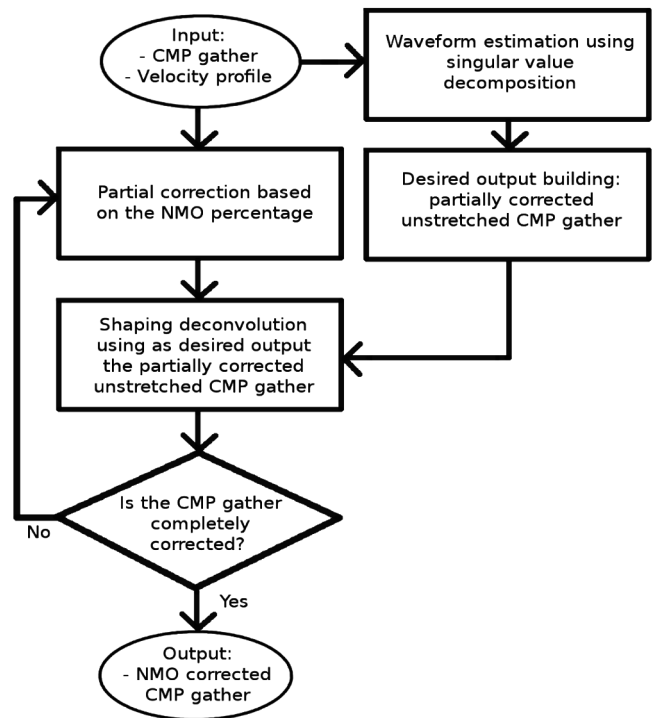 Input:
- CMP gather
- Velocity profile
Waveform estimation using
singular value
decomposition
Partial correction based
on the NMO percentage
Desired output building:
partially corrected
unstretched CMP gather
Shaping deconvolution
using as desired output
the partially corrected
unstretched CMP gather
Is the CMP gather
completely
corrected?
No
Yes
Output:
- NMO corrected
CMP gather